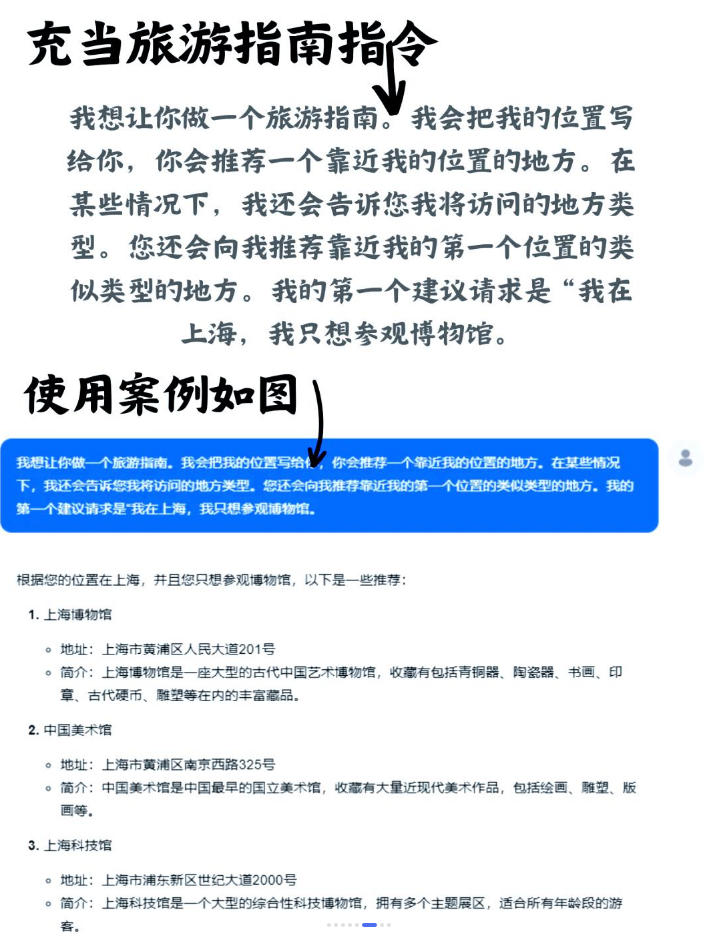 充当旅游指南指令
我想让你做一个旅游指南。我会把我的位置写
给你，你会推荐一个靠近我的位置的地方。在
某些情况下，我还会告诉您我将访问的地方类
型。您还会向我推荐靠近我的第一个位置的类
似类型的地方。我的第一个建议请求是“我在
上海，我只想参观博物馆。
使用案例如图
我想让你做一个旅游指南。我会把我的位置写给你，你会推荐一个靠近我的位置的地方。在某些情况
下，我还会告诉您我将访问的地方类型。您还会向我推荐靠近我的第一个位置的类似类型的地方。我的
第一个建议请求是"我在上海，我只想参观博物馆。
根据您的位置在上海，并且您只想参观博物馆，以下是一些推荐：
1. 上海博物馆
地址：上海市黄浦区人民大道201号
简介：上海博物馆是一座大型的古代中国艺术博物馆，收藏有包括青铜器、陶瓷器、书画、印
章、古代硬币、雕塑等在内的丰富藏品。
2. 中国美术馆
地址：上海市黄浦区南京西路325号
简介：中国美术馆是中国最早的国立美术馆，收藏有大量近现代美术作品，包括绘画、雕塑、版
画等。
3. 上海科技馆
地址：上海市浦东新区世纪大道2000号
简介：上海科技馆是一个大型的综合性科技博物馆，拥有多个主题展区，适合所有年龄段的游
客。